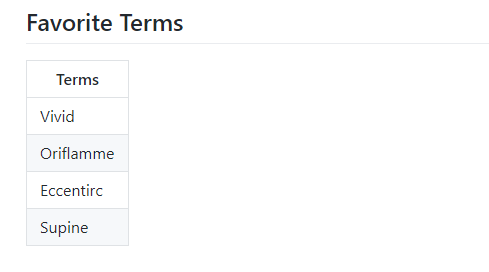 Favorite Terms
Terms
Vivid
Oriflamme
Eccentirc
Supine